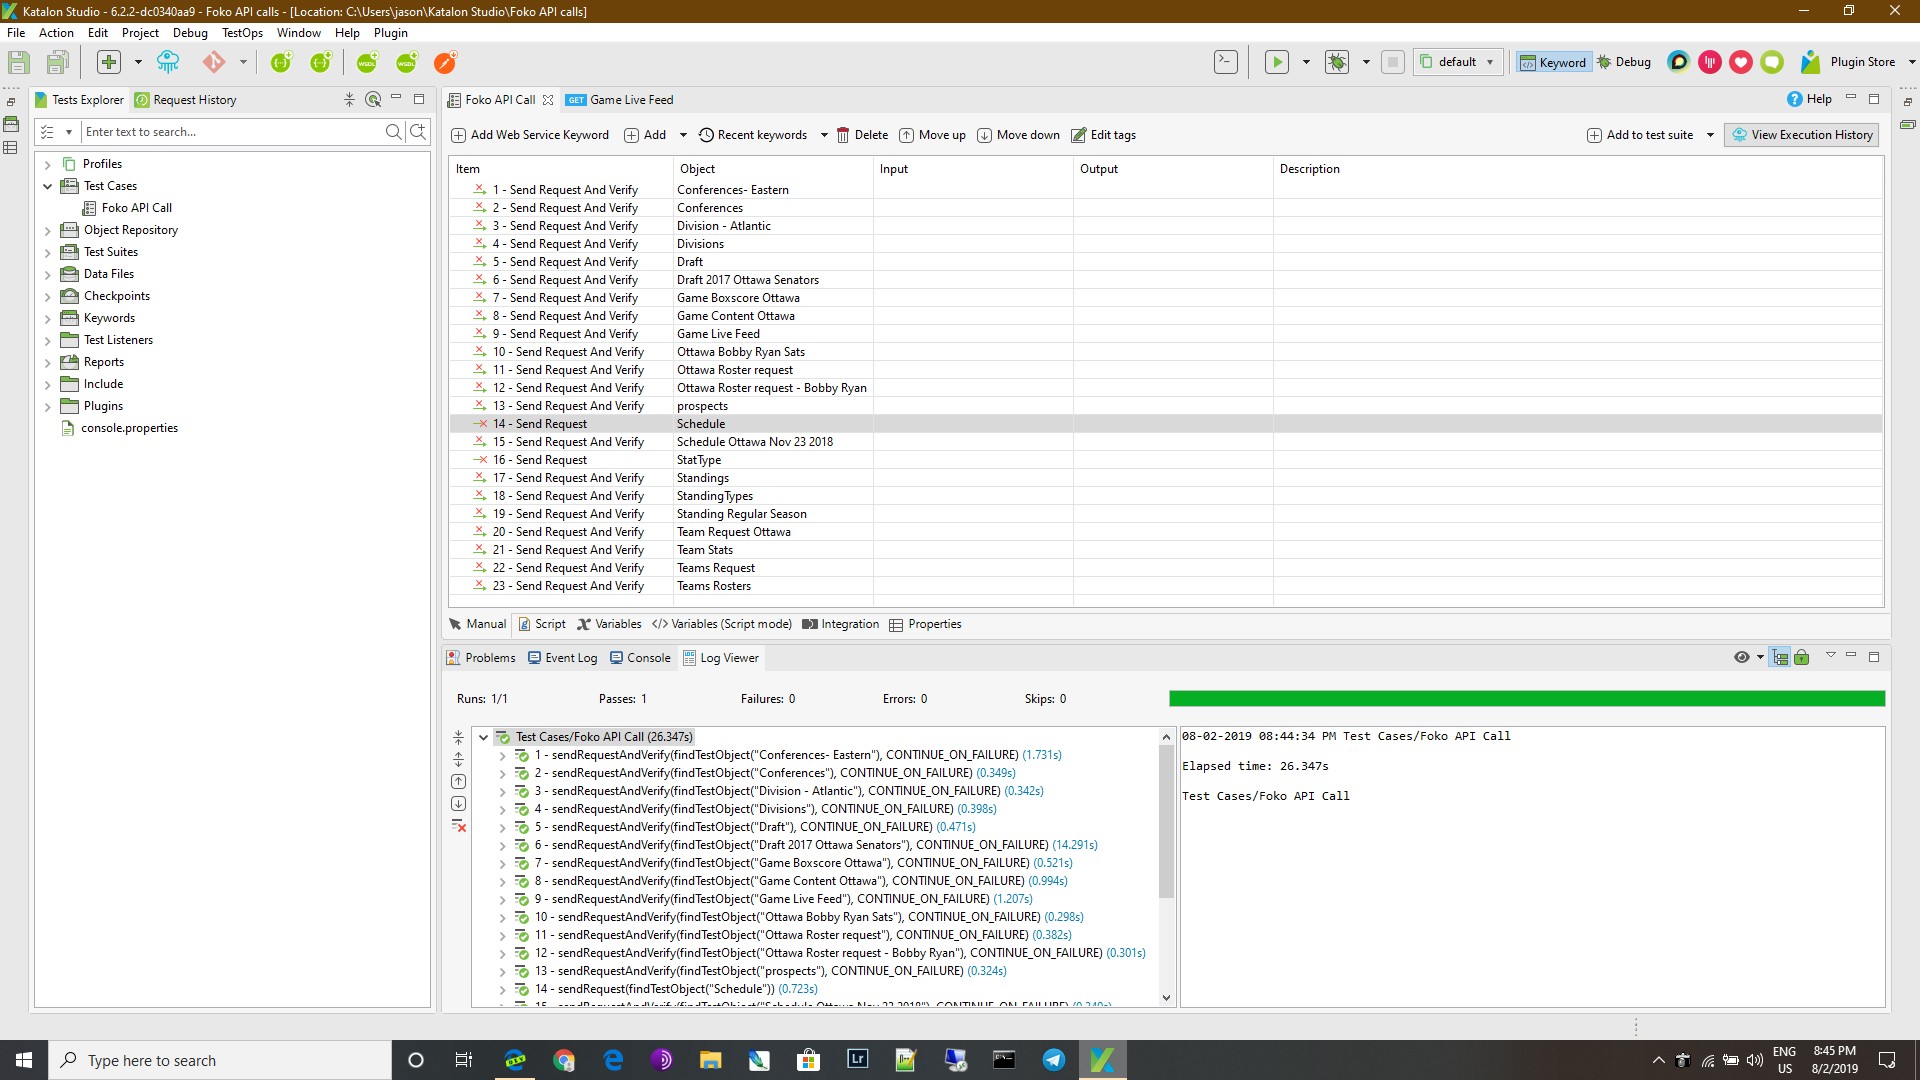 Katalon Studio - 6.2.2-dc0340aa9 - Foko API calls - [Location: C:\Users\jason\Katalon Studio\Foko API calls]
File Action Edit Project Debug TestOps Window Help Plugin
default Keyword Debug Plugin Store
Tests Explorer Request History
Enter text to search...
Profiles
Test Cases
Foko API Call
Object Repository
Test Suites
Data Files
Checkpoints
Keywords
Test Listeners
Reports
Include
Plugins
console.properties
Foko API Call GET Game Live Feed Help
Add Web Service Keyword Add Recent keywords Delete Move up Move down Edit tags Add to test suite View Execution History
Item Object Input Output Description
1 - Send Request And Verify Conferences- Eastern
2 - Send Request And Verify Conferences
3 - Send Request And Verify Division - Atlantic
4 - Send Request And Verify Divisions
5 - Send Request And Verify Draft
6 - Send Request And Verify Draft 2017 Ottawa Senators
7 - Send Request And Verify Game Boxscore Ottawa
8 - Send Request And Verify Game Content Ottawa
9 - Send Request And Verify Game Live Feed
10 - Send Request And Verify Ottawa Bobby Ryan Sats
11 - Send Request And Verify Ottawa Roster request
12 - Send Request And Verify Ottawa Roster request - Bobby Ryan
13 - Send Request And Verify prospects
14 - Send Request Schedule
15 - Send Request And Verify Schedule Ottawa Nov 23 2018
16 - Send Request StatType
17 - Send Request And Verify Standings
18 - Send Request And Verify StandingTypes
19 - Send Request And Verify Standing Regular Season
20 - Send Request And Verify Team Request Ottawa
21 - Send Request And Verify Team Stats
22 - Send Request And Verify Teams Request
23 - Send Request And Verify Teams Rosters
Manual Script Variables Variables (Script mode) Integration Properties
Problems Event Log Console Log Viewer
Runs: 1/1 Passes: 1 Failures: 0 Errors: 0 Skips: 0
Test Cases/Foko API Call (26.347s)
1 - sendRequestAndVerify(findTestObject("Conferences- Eastern"), CONTINUE_ON_FAILURE) (1.731s)
2 - sendRequestAndVerify(findTestObject("Conferences"), CONTINUE_ON_FAILURE) (0.349s)
3 - sendRequestAndVerify(findTestObject("Division - Atlantic"), CONTINUE_ON_FAILURE) (0.342s)
4 - sendRequestAndVerify(findTestObject("Divisions"), CONTINUE_ON_FAILURE) (0.398s)
5 - sendRequestAndVerify(findTestObject("Draft"), CONTINUE_ON_FAILURE) (0.471s)
6 - sendRequestAndVerify(findTestObject("Draft 2017 Ottawa Senators"), CONTINUE_ON_FAILURE) (14.291s)
7 - sendRequestAndVerify(findTestObject("Game Boxscore Ottawa"), CONTINUE_ON_FAILURE) (0.521s)
8 - sendRequestAndVerify(findTestObject("Game Content Ottawa"), CONTINUE_ON_FAILURE) (0.994s)
9 - sendRequestAndVerify(findTestObject("Game Live Feed"), CONTINUE_ON_FAILURE) (1.207s)
10 - sendRequestAndVerify(findTestObject("Ottawa Bobby Ryan Sats"), CONTINUE_ON_FAILURE) (0.298s)
11 - sendRequestAndVerify(findTestObject("Ottawa Roster request"), CONTINUE_ON_FAILURE) (0.382s)
12 - sendRequestAndVerify(findTestObject("Ottawa Roster request - Bobby Ryan"), CONTINUE_ON_FAILURE) (0.301s)
13 - sendRequestAndVerify(findTestObject("prospects"), CONTINUE_ON_FAILURE) (0.324s)
14 - sendRequest(findTestObject("Schedule")) (0.723s)
15 - sendRequestAndVerify(findTestObject("Schedule Ottawa Nov 23 2018"), CONTINUE_ON_FAILURE)
08-02-2019 08:44:34 PM Test Cases/Foko API Call
Elapsed time: 26.347s
Test Cases/Foko API Call
Type here to search
Lr
ENG
US
8:45 PM
8/2/2019